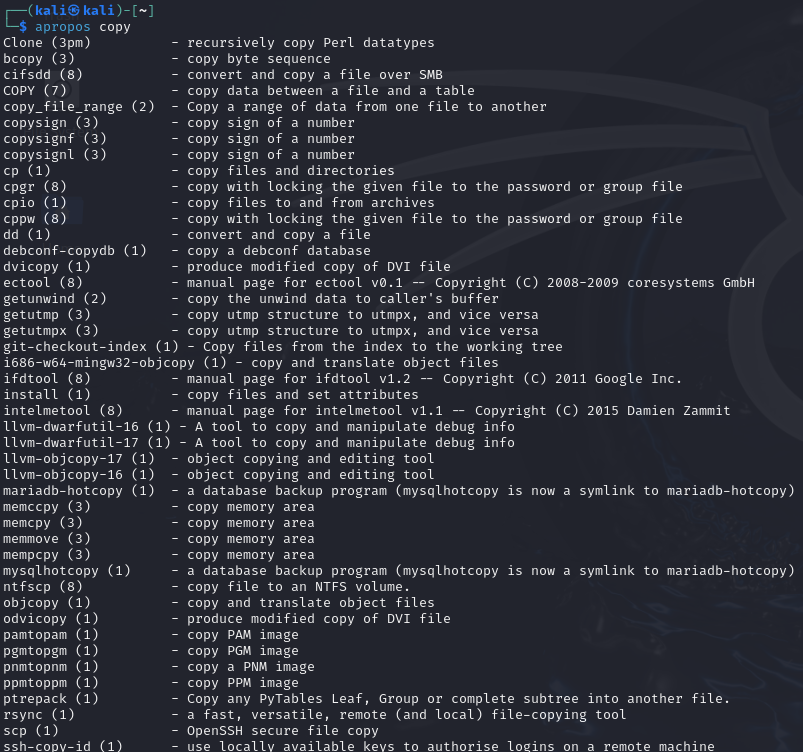 ┌──(kali㉿kali)-[~]
└─$ apropos copy
Clone (3pm)          - recursively copy Perl datatypes
bcopy (3)            - copy byte sequence
cifsdd (8)           - convert and copy a file over SMB
COPY (7)             - copy data between a file and a table
copy_file_range (2)  - Copy a range of data from one file to another
copysign (3)         - copy sign of a number
copysignf (3)        - copy sign of a number
copysignl (3)        - copy sign of a number
cp (1)               - copy files and directories
cpgr (8)             - copy with locking the given file to the password or group file
cpio (1)             - copy files to and from archives
cppw (8)             - copy with locking the given file to the password or group file
dd (1)               - convert and copy a file
debconf-copydb (1)   - copy a debconf database
dvicopy (1)          - produce modified copy of DVI file
ectool (8)           - manual page for ectool v0.1 -- Copyright (C) 2008-2009 coresystems GmbH
getunwind (2)        - copy the unwind data to caller's buffer
getutmp (3)          - copy utmp structure to utmpx, and vice versa
getutmpx (3)         - copy utmp structure to utmpx, and vice versa
git-checkout-index (1) - Copy files from the index to the working tree
i686-w64-mingw32-objcopy (1) - copy and translate object files
ifdtool (8)          - manual page for ifdtool v1.2 -- Copyright (C) 2011 Google Inc.
install (1)          - copy files and set attributes
intelmetool (8)      - manual page for intelmetool v1.1 -- Copyright (C) 2015 Damien Zammit
llvm-dwarfutil-16 (1) - A tool to copy and manipulate debug info
llvm-dwarfutil-17 (1) - A tool to copy and manipulate debug info
llvm-objcopy-17 (1)  - object copying and editing tool
llvm-objcopy-16 (1)  - object copying and editing tool
mariadb-hotcopy (1)  - a database backup program (mysqlhotcopy is now a symlink to mariadb-hotcopy)
memccpy (3)          - copy memory area
memcpy (3)           - copy memory area
memmove (3)          - copy memory area
mempcpy (3)          - copy memory area
mysqlhotcopy (1)     - a database backup program (mysqlhotcopy is now a symlink to mariadb-hotcopy)
ntfscp (8)           - copy file to an NTFS volume.
objcopy (1)          - copy and translate object files
odvicopy (1)         - produce modified copy of DVI file
pamtopam (1)         - copy PAM image
pgmtopgm (1)         - copy PGM image
pnmtopnm (1)         - copy a PNM image
ppmtoppm (1)         - copy PPM image
ptrepack (1)         - Copy any PyTables Leaf, Group or complete subtree into another file.
rsync (1)            - a fast, versatile, remote (and local) file-copying tool
scp (1)              - OpenSSH secure file copy
ssh-copy-id (1)      - use locally available keys to authorise logins on a remote machine